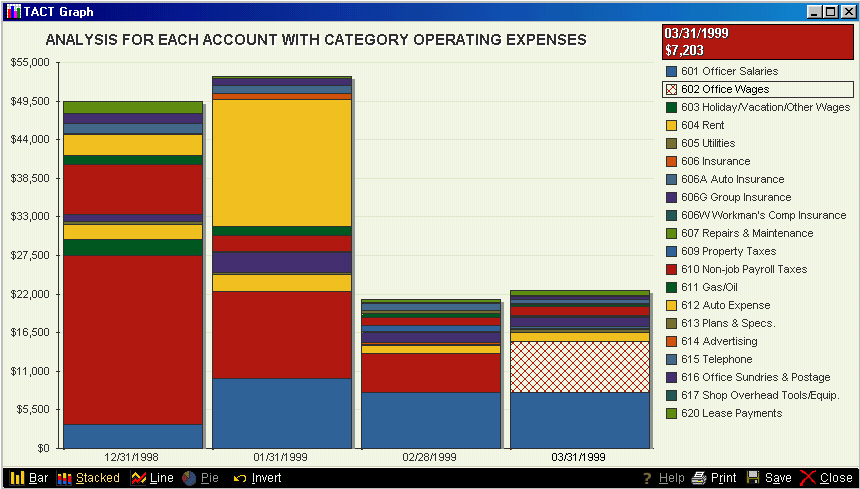 TACT Graph
ANALYSIS FOR EACH ACCOUNT WITH CATEGORY OPERATING EXPENSES
03/31/1999
$7,203
$55,000
$49,500
$44,000
$38,500
$33,000
$27,500
$22,000
$16,500
$11,000
$5,500
$0
12/31/1998
01/31/1999
02/28/1999
03/31/1999
601 Officer Salaries
602 Office Wages
603 Holiday/Vacation/Other Wages
604 Rent
605 Utilities
606 Insurance
606A Auto Insurance
606G Group Insurance
606W Workman's Comp Insurance
607 Repairs & Maintenance
609 Property Taxes
610 Non-job Payroll Taxes
611 Gas/Oil
612 Auto Expense
613 Plans & Specs.
614 Advertising
615 Telephone
616 Office Sundries & Postage
617 Shop Overhead Tools/Equip.
620 Lease Payments
Bar Stacked Line Pie Invert ? Help Print Save Close